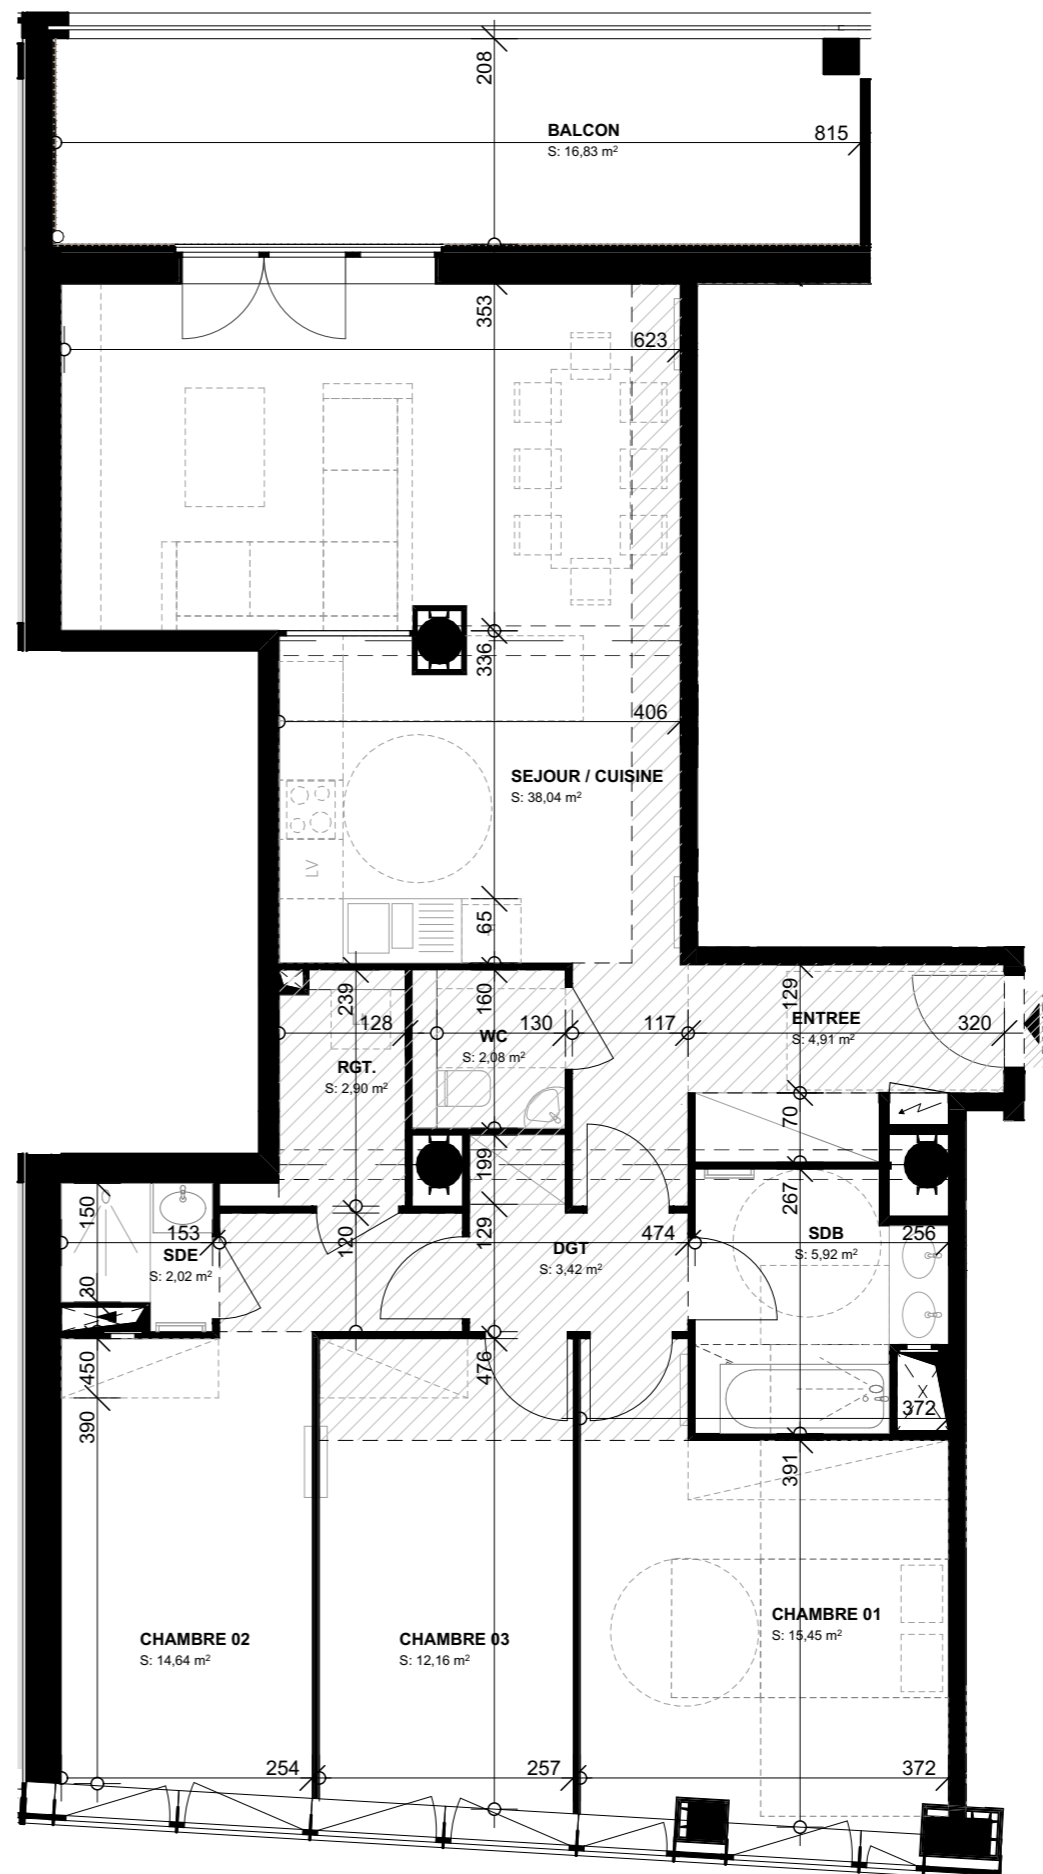 208
BALCON
815
S: 16,83 m²
353
623
336
406
SEJOUR / CUISINE
S: 38,04 m²
LV
65
239
160
129
128
130
117
ENTREE
320
WC
S: 4,91 m²
S: 2,08 m²
RGT.
S: 2,90 m²
70
199
267
150
129
120
153
474
SDB
256
SDE
DGT
S: 5,92 m²
S: 2,02 m²
S: 3,42 m²
30
450
476
390
372
391
CHAMBRE 01
S: 15,45 m²
CHAMBRE 02
CHAMBRE 03
S: 14,64 m²
S: 12,16 m²
254
257
372